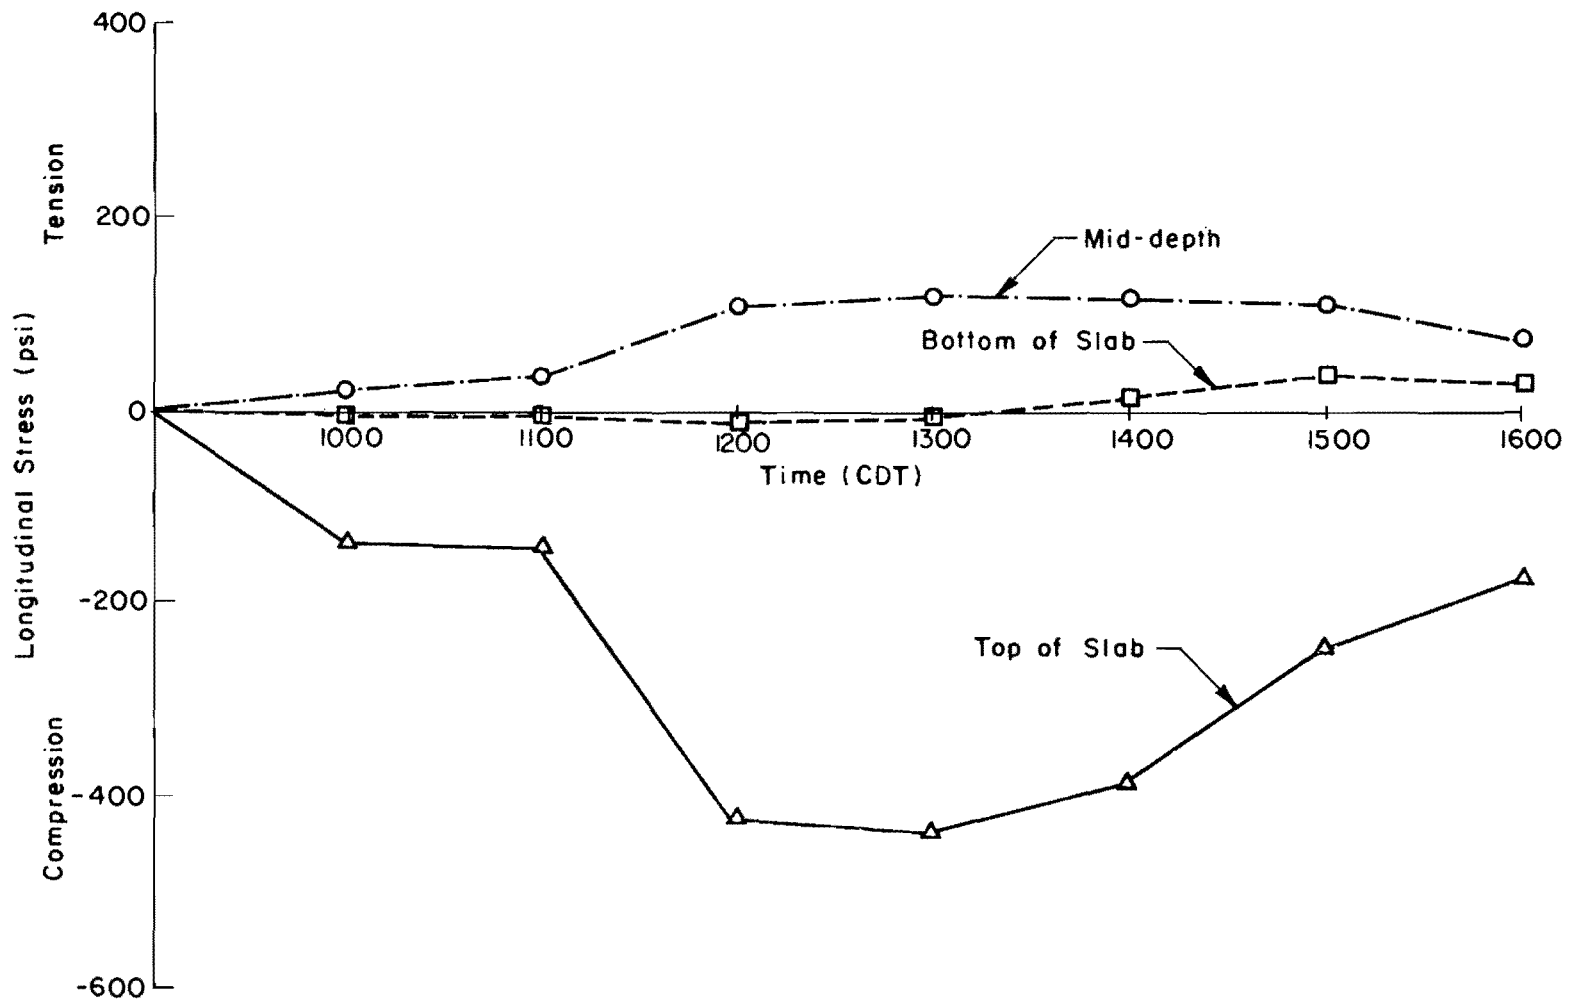 400
Tension
200
Mid-depth
Bottom of Slab
Longitudinal Stress (psi)
0
1000 1100 1200 1300 1400 1500 1600
Time (CDT)
-200
Top of Slab
Compression
-400
-600